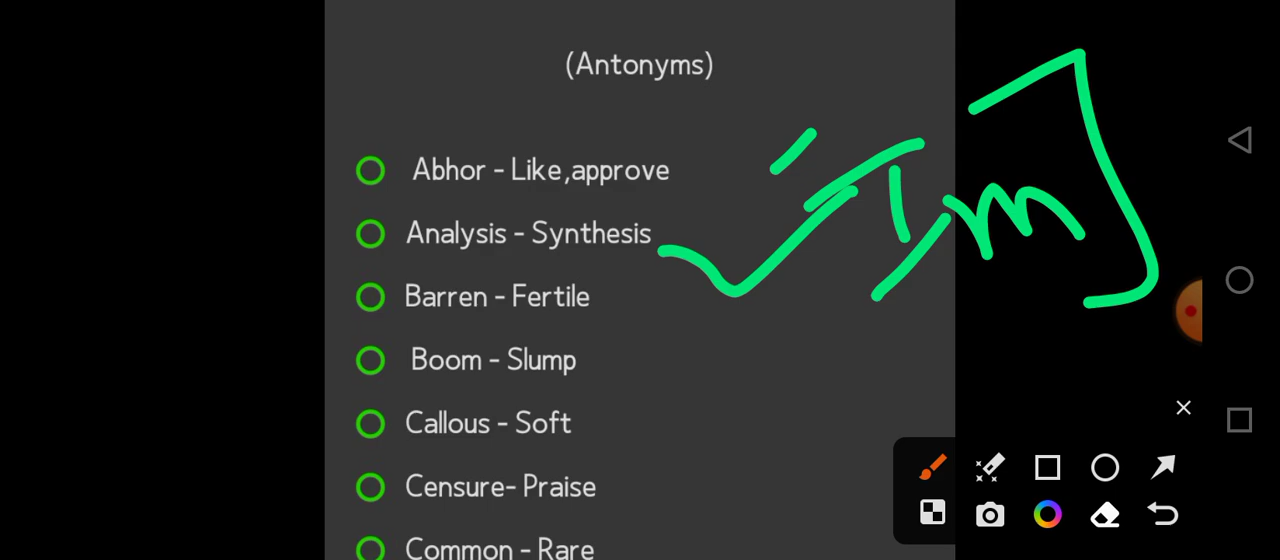 (Antonyms)
Abhor - Like,approve
Analysis - Synthesis
Barren - Fertile
Boom - Slump
Callous - Soft
Censure- Praise
Common - Rare